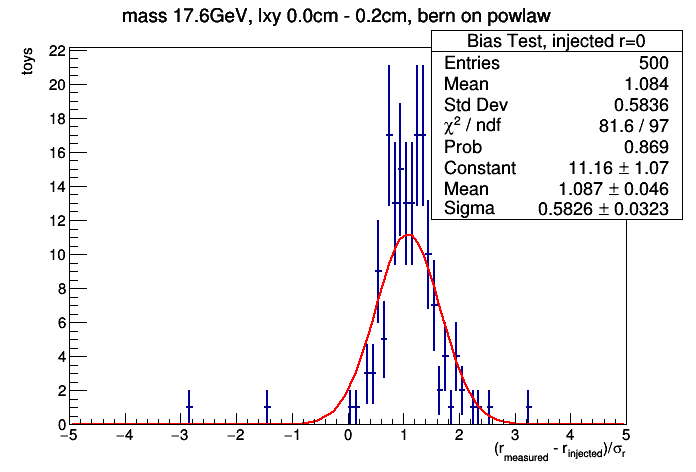 mass 17.6GeV, lxy 0.0cm - 0.2cm, bern on powlaw
Bias Test, injected r=0
Entries 500
Mean 1.084
Std Dev 0.5836
χ² / ndf 81.6 / 97
Prob 0.869
Constant 11.16 ± 1.07
Mean 1.087 ± 0.046
Sigma 0.5826 ± 0.0323
toys
22
20
18
16
14
12
10
8
6
4
2
0
−5 −4 −3 −2 −1 0 1 2 3 4 5
(r_measured - r_injected)/σ_r